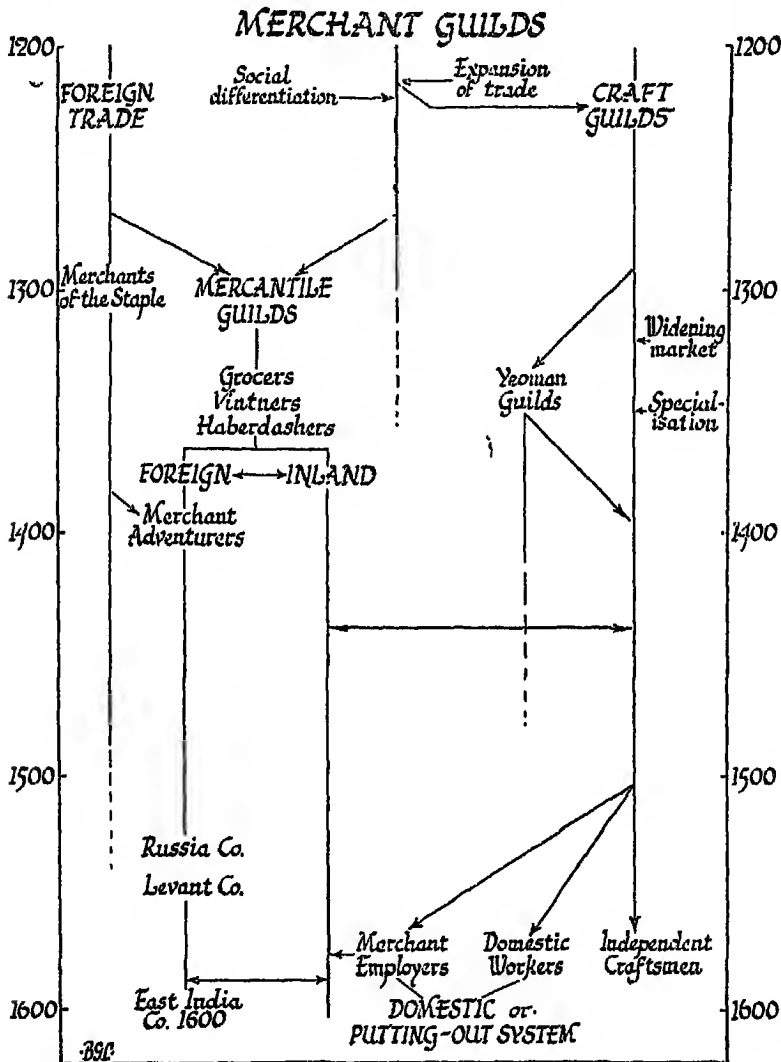 MERCHANT GUILDS
1200
1200
Social
differentiation
Expansion
of trade
FOREIGN
TRADE
CRAFT
GUILDS
Merchants
of the Staple
1300
1300
MERCANTILE
GUILDS
Widening
market
Grocers
Vintners
Haberdashers
Yeoman
Guilds
Special-
isation
FOREIGN
INLAND
Merchant
Adventurers
1400
1400
1500
1500
Russia Co.
Levant Co.
Merchant
Employers
Domestic
Workers
Independent
Craftsmen
East India
Co. 1600
DOMESTIC or
PUTTING-OUT SYSTEM
1600
1600